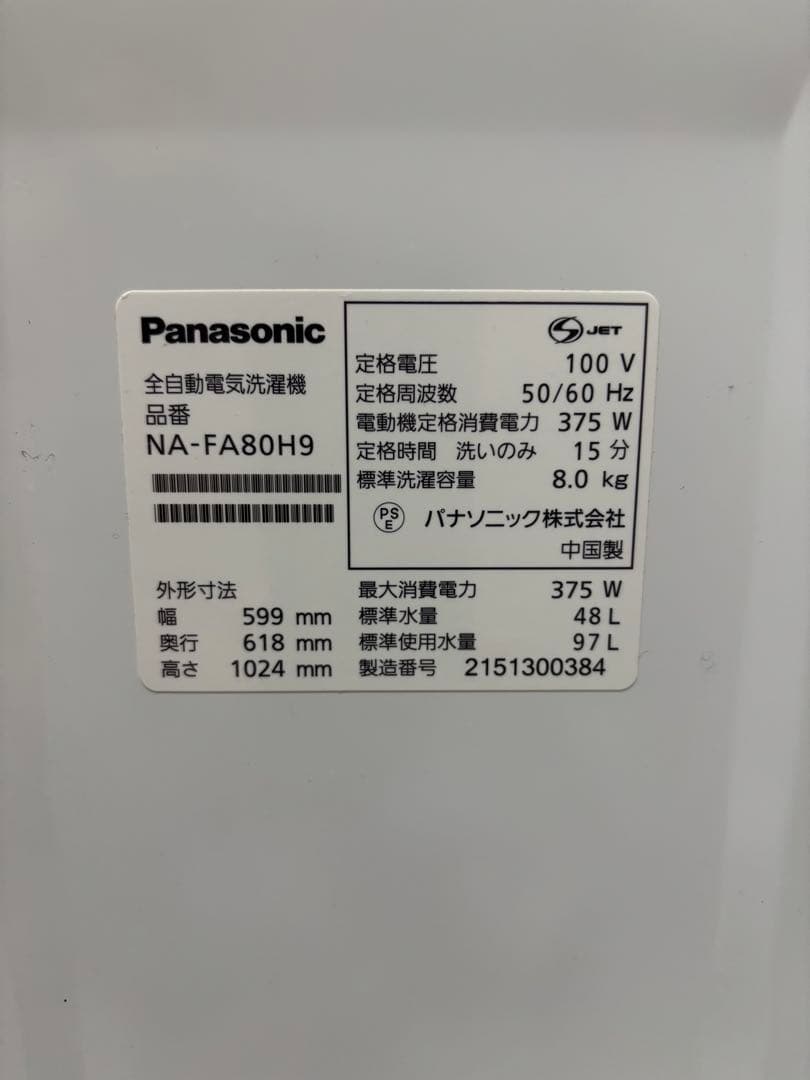 Panasonic
全自動電気洗濯機
品番
NA-FA80H9
S JET
定格電圧 100 V
定格周波数 50/60 Hz
電動機定格消費電力 375 W
定格時間 洗いのみ 15 分
標準洗濯容量 8.0 kg
PS E パナソニック株式会社
中国製
外形寸法
幅 599 mm
奥行 618 mm
高さ 1024 mm
最大消費電力 375 W
標準水量 48 L
標準使用水量 97 L
製造番号 2151300384